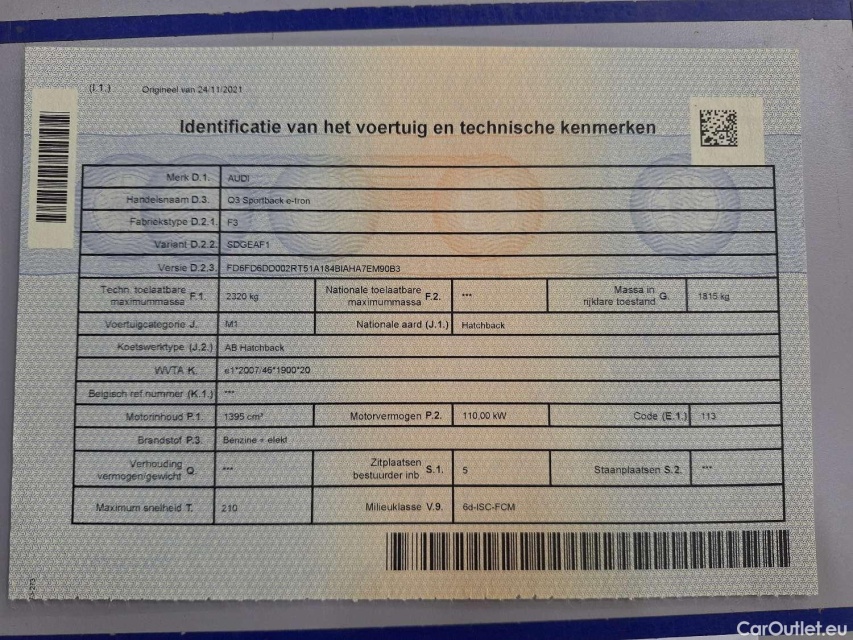 (I.1.) Origineel van 24/11/2021
Identificatie van het voertuig en technische kenmerken
Merk D.1. AUDI
Handelsnaam D.3. Q3 Sportback e-tron
Fabriekstype D.2.1. F3
Variant D.2.2. SDGEAF1
Versie D.2.3. FD6FD6DD002RT51A184BIAHA7EM90B3
Techn. toelaatbare maximummassa F.1. 2320 kg Nationale toelaatbare maximummassa F.2. *** Massa in rijklare toestand G. 1815 kg
Voertuigcategorie J. M1 Nationale aard (J.1.) Hatchback
Koetswerktype (J.2.) AB Hatchback
WVTA K. e1*2007/46*1900*20
Belgisch ref.nummer (K.1.) ***
Motorinhoud P.1. 1395 cm³ Motorvermogen P.2. 110,00 kW Code (E.1.) 113
Brandstof P.3. Benzine + elekt
Verhouding vermogen/gewicht Q. *** Zitplaatsen bestuurder inb S.1. 5 Staanplaatsen S.2. ***
Maximum snelheid T. 210 Milieuklasse V.9. 6d-ISC-FCM
CarOutlet.eu